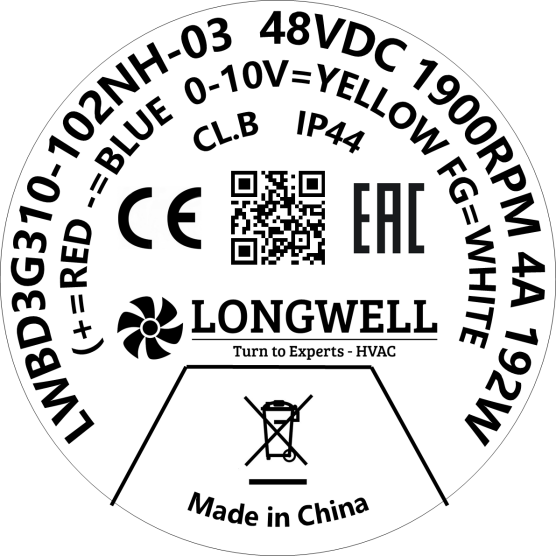 LWBD3G310-102NH-03 48VDC 1900RPM 4A 192W
(+=RED -=BLUE 0-10V=YELLOW FG=WHITE
CL.B IP44
CE EAC
LONGWELL
Turn to Experts - HVAC
Made in China